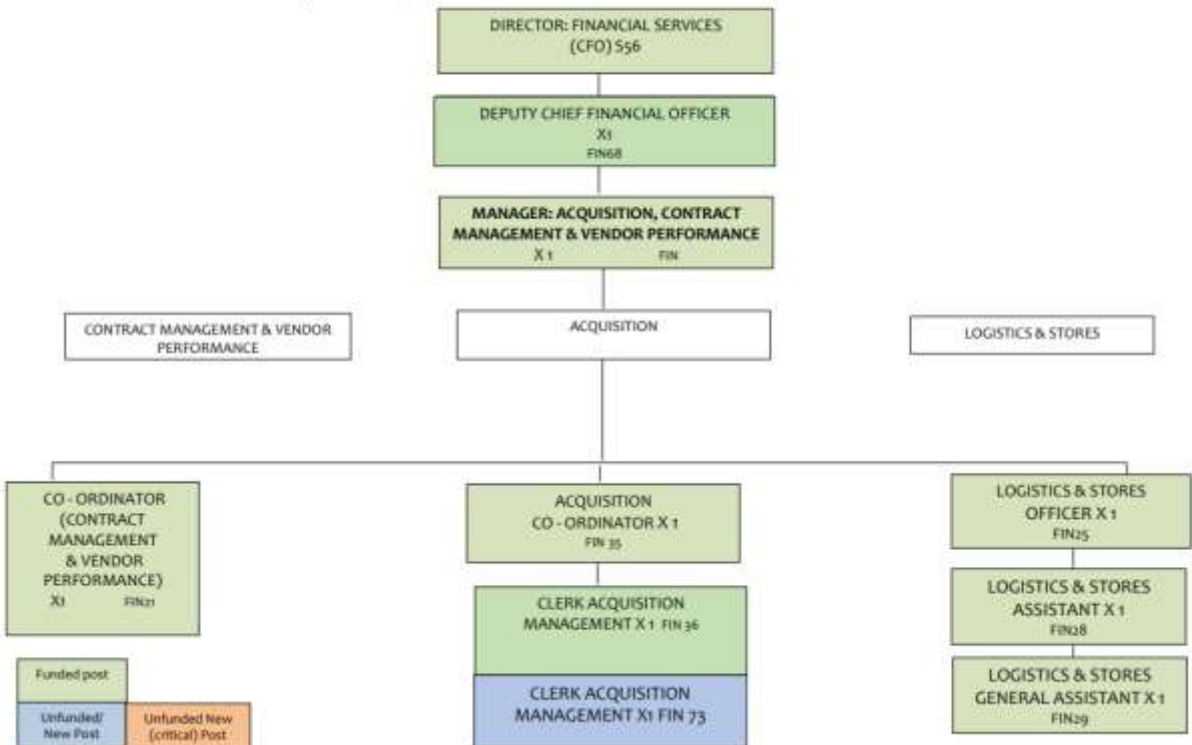 DIRECTOR: FINANCIAL SERVICES
(CFO) S56
DEPUTY CHIEF FINANCIAL OFFICER
X1
FIN68
MANAGER: ACQUISITION, CONTRACT
MANAGEMENT & VENDOR PERFORMANCE
X 1 FIN
CONTRACT MANAGEMENT & VENDOR
PERFORMANCE
ACQUISITION
LOGISTICS & STORES
CO - ORDINATOR
(CONTRACT
MANAGEMENT
& VENDOR
PERFORMANCE)
X1 FIN21
ACQUISITION
CO - ORDINATOR X 1
FIN 35
CLERK ACQUISITION
MANAGEMENT X 1 FIN 36
CLERK ACQUISITION
MANAGEMENT X1 FIN 73
LOGISTICS & STORES
OFFICER X 1
FIN25
LOGISTICS & STORES
ASSISTANT X 1
FIN28
LOGISTICS & STORES
GENERAL ASSISTANT X 1
FIN29
Funded post
Unfunded/
New Post
Unfunded New
(critical) Post